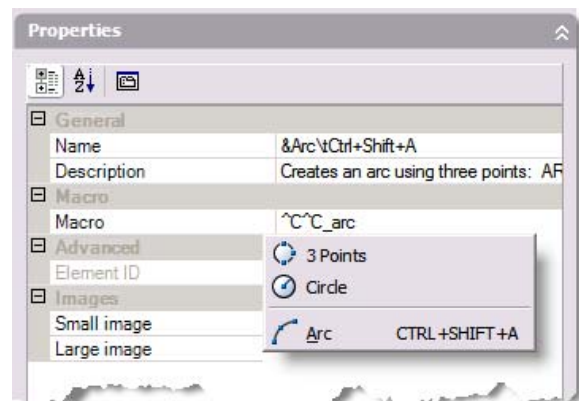 Properties
General
Name &Arc\tCtrl+Shift+A
Description Creates an arc using three points: AR
Macro
Macro ^C^C_arc
Advanced
Element ID
Images
Small image
Large image
3 Points
Circle
Arc CTRL+SHIFT+A